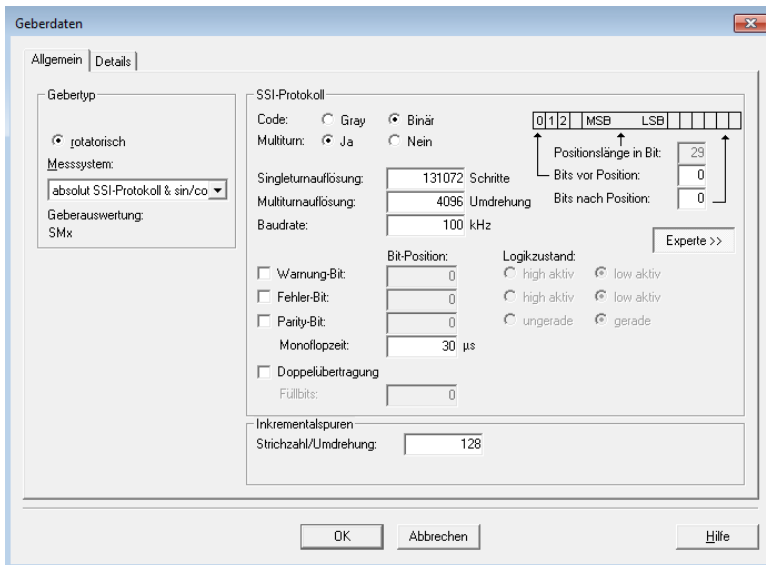 Geberdaten
Allgemein Details
Gebertyp
rotatorisch
Messsystem:
absolut SSI-Protokoll & sin/co
Geberauswertung:
SMx
SSI-Protokoll
Code: Gray Binär
Multiturn: Ja Nein
Singleturnauflösung: 131072 Schritte
Multiturnauflösung: 4096 Umdrehung
Baudrate: 100 kHz
0 1 2 MSB LSB
Positionslänge in Bit: 29
Bits vor Position: 0
Bits nach Position: 0
Experte >>
Bit-Position: Logikzustand:
Warnung-Bit: 0 high aktiv low aktiv
Fehler-Bit: 0 high aktiv low aktiv
Parity-Bit: 0 ungerade gerade
Monoflopzeit: 30 µs
Doppelübertragung
Füllbits: 0
Inkrementalspuren
Strichzahl/Umdrehung: 128
OK Abbrechen Hilfe